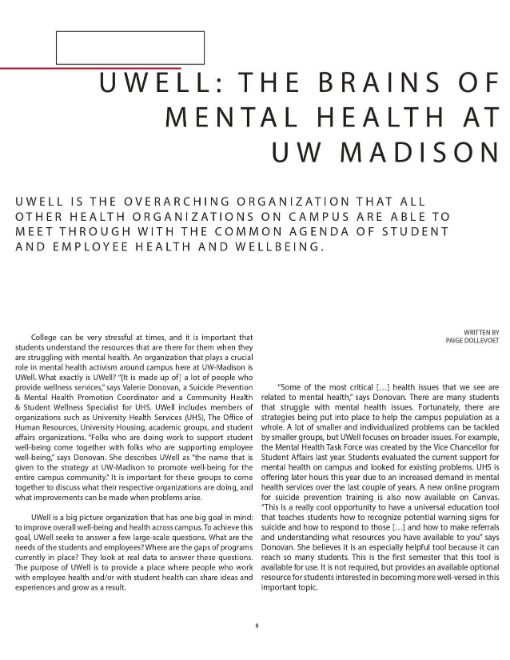 UWELL: THE BRAINS OF
MENTAL HEALTH AT
UW MADISON
UWELL IS THE OVERARCHING ORGANIZATION THAT ALL
OTHER HEALTH ORGANIZATIONS ON CAMPUS ARE ABLE TO
MEET THROUGH WITH THE COMMON AGENDA OF STUDENT
AND EMPLOYEE HEALTH AND WELLBEING.
WRITTEN BY
PAIGE DOLLEVOET
College can be very stressful at times, and it is important that
students understand the resources that are there for them when they
are struggling with mental health. An organization that plays a crucial
role in mental health activism around campus here at UW-Madison is
UWell. What exactly is UWell? "[It is made up of] a lot of people who
provide wellness services," says Valerie Donovan, a Suicide Prevention
& Mental Health Promotion Coordinator and a Community Health
& Student Wellness Specialist for UHS. UWell includes members of
organizations such as University Health Services (UHS), The Office of
Human Resources, University Housing, academic groups, and student
affairs organizations. "Folks who are doing work to support student
well-being come together with folks who are supporting employee
well-being," says Donovan. She describes UWell as "the name that is
given to the strategy at UW-Madison to promote well-being for the
entire campus community." It is important for these groups to come
together to discuss what their respective organizations are doing, and
what improvements can be made when problems arise.
UWell is a big picture organization that has one big goal in mind:
to improve overall well-being and health across campus. To achieve this
goal, UWell seeks to answer a few large-scale questions. What are the
needs of the students and employees? Where are the gaps of programs
currently in place? They look at real data to answer these questions.
The purpose of UWell is to provide a place where people who work
with employee health and/or with student health can share ideas and
experiences and grow as a result.
"Some of the most critical [...] health issues that we see are
related to mental health," says Donovan. There are many students
that struggle with mental health issues. Fortunately, there are
strategies being put into place to help the campus population as a
whole. A lot of smaller and individualized problems can be tackled
by smaller groups, but UWell focuses on broader issues. For example,
the Mental Health Task Force was created by the Vice Chancellor for
Student Affairs last year. Students evaluated the current support for
mental health on campus and looked for existing problems. UHS is
offering later hours this year due to an increased demand in mental
health services over the last couple of years. A new online program
for suicide prevention training is also now available on Canvas.
"This is a really cool opportunity to have a universal education tool
that teaches students how to recognize potential warning signs for
suicide and how to respond to those [...] and how to make referrals
and understanding what resources you have available to you" says
Donovan. She believes it is an especially helpful tool because it can
reach so many students. This is the first semester that this tool is
available for use. It is not required, but provides an available optional
resource for students interested in becoming more well-versed in this
important topic.